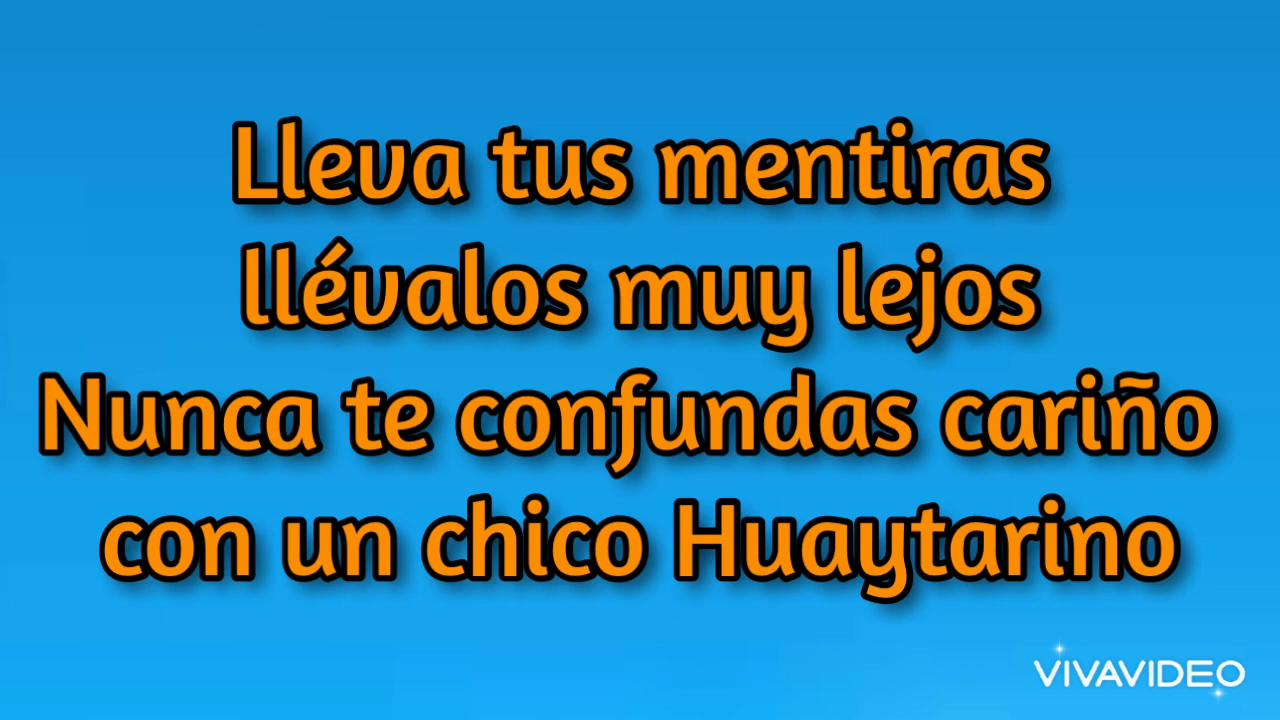 Lleva tus mentiras
llévalos muy lejos
Nunca te confundas cariño
con un chico Huaytarino
VIVAVIDEO